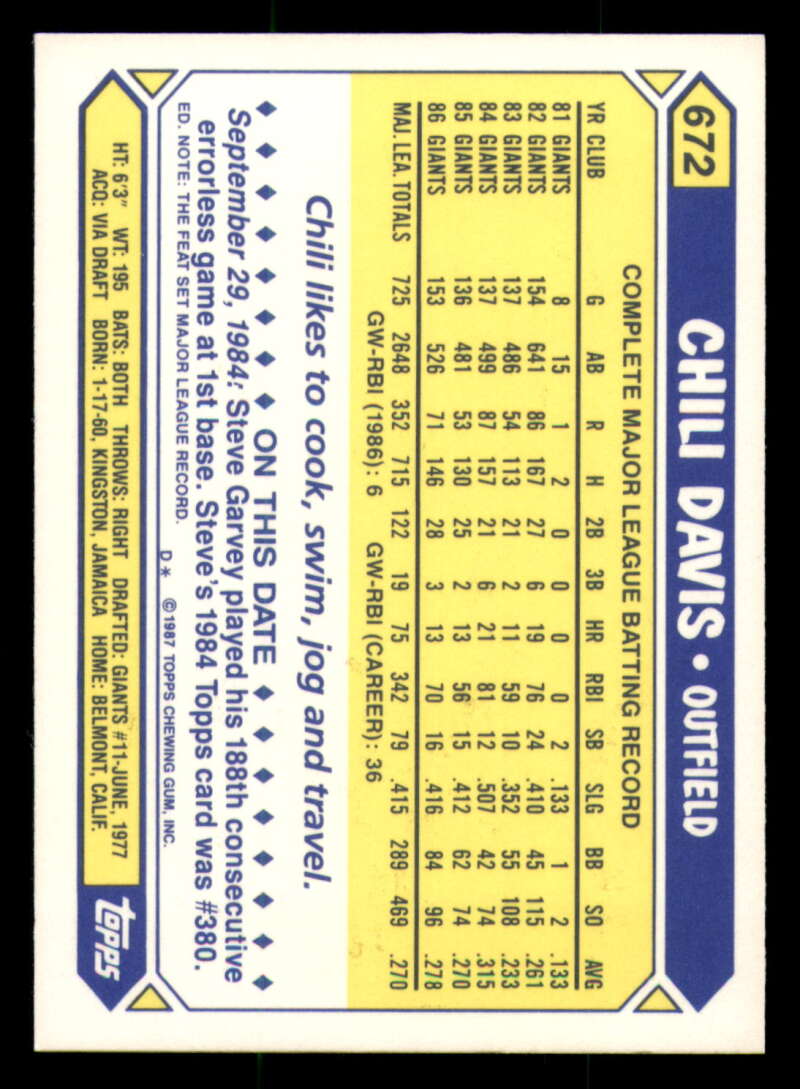 672
CHILI DAVIS • OUTFIELD
COMPLETE MAJOR LEAGUE BATTING RECORD
YR CLUB G AB R H 2B 3B HR RBI SB SLG BB SO AVG
81 GIANTS 8 15 1 2 0 0 0 0 2 .133 1 2 .133
82 GIANTS 154 641 86 167 27 6 19 76 24 .410 45 115 .261
83 GIANTS 137 486 54 113 21 2 11 59 10 .352 55 108 .233
84 GIANTS 137 499 87 157 21 6 21 81 12 .507 42 74 .315
85 GIANTS 136 481 53 130 25 2 13 56 15 .412 62 74 .270
86 GIANTS 153 526 71 146 28 3 13 70 16 .416 84 96 .278
MAJ. LEA. TOTALS 725 2648 352 715 122 19 75 342 79 .415 289 469 .270
GW-RBI (1986): 6 GW-RBI (CAREER): 36
Chili likes to cook, swim, jog and travel.
ON THIS DATE
September 29, 1984: Steve Garvey played his 188th consecutive
errorless game at 1st base. Steve's 1984 Topps card was #380.
ED. NOTE: THE FEAT SET MAJOR LEAGUE RECORD.
D* © 1987 TOPPS CHEWING GUM, INC.
HT: 6'3" WT: 195 BATS: BOTH THROWS: RIGHT DRAFTED: GIANTS #11-JUNE, 1977
ACQ: VIA DRAFT BORN: 1-17-60, KINGSTON, JAMAICA HOME: BELMONT, CALIF.
topps